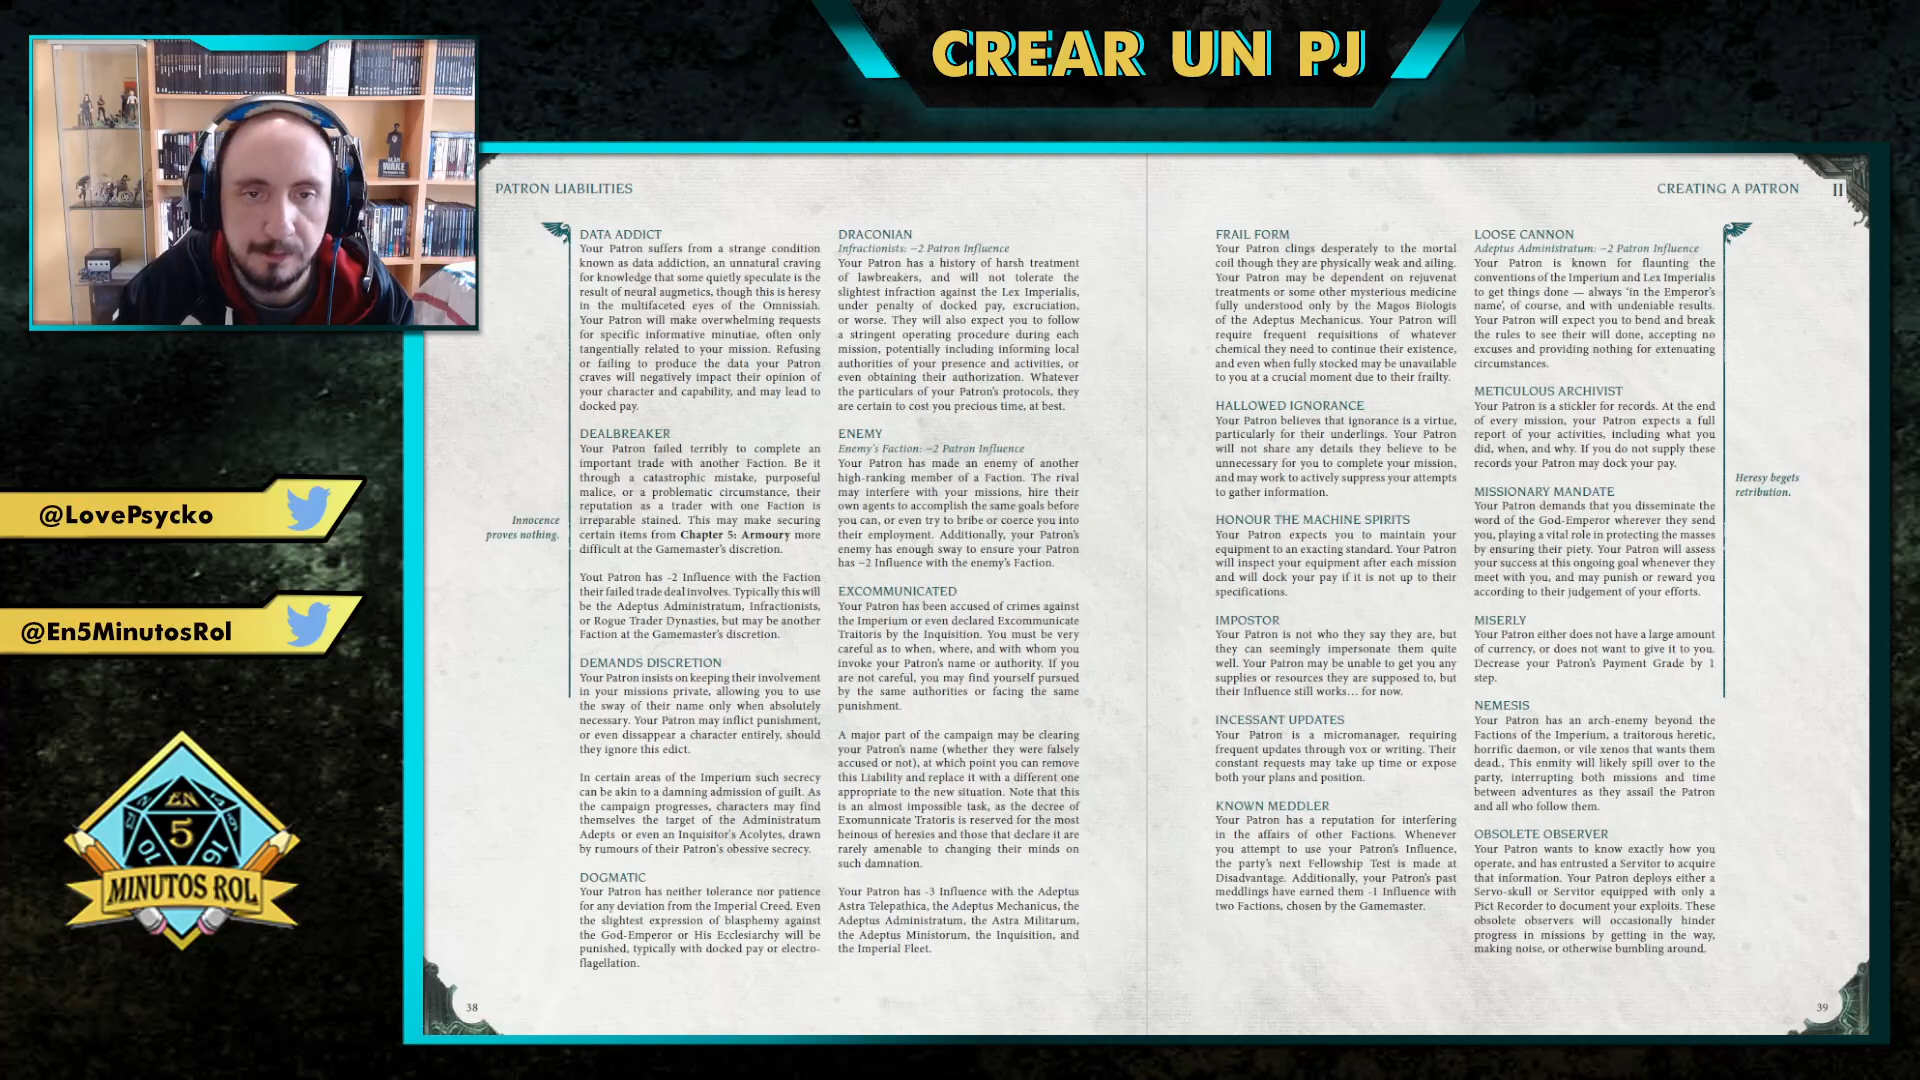 CREAR UN PJ
PATRON LIABILITIES
CREATING A PATRON
II
DATA ADDICT
Your Patron suffers from a strange condition
known as data addiction, an unnatural craving
for knowledge that some quietly speculate is the
result of neural augmetics, though this is heresy
in the multifaceted eyes of the Omnissiah.
Your Patron will make overwhelming requests
for specific informative minutiae, often only
tangentially related to your mission. Refusing
or failing to produce the data your Patron
craves will negatively impact their opinion of
your character and capability, and may lead to
docked pay.
DEALBREAKER
Your Patron failed terribly to complete an
important trade with another Faction. Be it
through a catastrophic mistake, purposeful
malice, or a problematic circumstance, their
reputation as a trader with one Faction is
irreparable stained. This may make securing
certain items from Chapter 5: Armoury more
difficult at the Gamemaster's discretion.
Yout Patron has -2 Influence with the Faction
their failed trade deal involves. Typically this will
be the Adeptus Administratum, Infractionists,
or Rogue Trader Dynasties, but may be another
Faction at the Gamemaster's discretion.
DEMANDS DISCRETION
Your Patron insists on keeping their involvement
in your missions private, allowing you to use
the sway of their name only when absolutely
necessary. Your Patron may inflict punishment,
or even dissappear a character entirely, should
they ignore this edict.
In certain areas of the Imperium such secrecy
can be akin to a damning admission of guilt. As
the campaign progresses, characters may find
themselves the target of the Administratum
Adepts or even an Inquisitor's Acolytes, drawn
by rumours of their Patron's obessive secrecy.
DOGMATIC
Your Patron has neither tolerance nor patience
for any deviation from the Imperial Creed. Even
the slightest expression of blasphemy against
the God-Emperor or His Ecclesiarchy will be
punished, typically with docked pay or electro-
flagellation.
DRACONIAN
Infractionists: −2 Patron Influence
Your Patron has a history of harsh treatment
of lawbreakers, and will not tolerate the
slightest infraction against the Lex Imperialis,
under penalty of docked pay, excruciation,
or worse. They will also expect you to follow
a stringent operating procedure during each
mission, potentially including informing local
authorities of your presence and activities, or
even obtaining their authorization. Whatever
the particulars of your Patron's protocols, they
are certain to cost you precious time, at best.
ENEMY
Enemy's Faction: −2 Patron Influence
Your Patron has made an enemy of another
high-ranking member of a Faction. The rival
may interfere with your missions, hire their
own agents to accomplish the same goals before
you can, or even try to bribe or coerce you into
their employment. Additionally, your Patron's
enemy has enough sway to ensure your Patron
has −2 Influence with the enemy's Faction.
EXCOMMUNICATED
Your Patron has been accused of crimes against
the Imperium or even declared Excommunicate
Traitoris by the Inquisition. You must be very
careful as to when, where, and with whom you
invoke your Patron's name or authority. If you
are not careful, you may find yourself pursued
by the same authorities or facing the same
punishment.
A major part of the campaign may be clearing
your Patron's name (whether they were falsely
accused or not), at which point you can remove
this Liability and replace it with a different one
appropriate to the new situation. Note that this
is an almost impossible task, as the decree of
Exomunnicate Tratoris is reserved for the most
heinous of heresies and those that declare it are
rarely amenable to changing their minds on
such damnation.
Your Patron has -3 Influence with the Adeptus
Astra Telepathica, the Adeptus Mechanicus, the
Adeptus Administratum, the Astra Militarum,
the Adeptus Ministorum, the Inquisition, and
the Imperial Fleet.
Innocence
proves nothing.
38
FRAIL FORM
Your Patron clings desperately to the mortal
coil though they are physically weak and ailing.
Your Patron may be dependent on rejuvenat
treatments or some other mysterious medicine
fully understood only by the Magos Biologis
of the Adeptus Mechanicus. Your Patron will
require frequent requisitions of whatever
chemical they need to continue their existence,
and even when fully stocked may be unavailable
to you at a crucial moment due to their frailty.
HALLOWED IGNORANCE
Your Patron believes that ignorance is a virtue,
particularly for their underlings. Your Patron
will not share any details they believe to be
unnecessary for you to complete your mission,
and may work to actively suppress your attempts
to gather information.
HONOUR THE MACHINE SPIRITS
Your Patron expects you to maintain your
equipment to an exacting standard. Your Patron
will inspect your equipment after each mission
and will dock your pay if it is not up to their
specifications.
IMPOSTOR
Your Patron is not who they say they are, but
they can seemingly impersonate them quite
well. Your Patron may be unable to get you any
supplies or resources they are supposed to, but
their Influence still works… for now.
INCESSANT UPDATES
Your Patron is a micromanager, requiring
frequent updates through vox or writing. Their
constant requests may take up time or expose
both your plans and position.
KNOWN MEDDLER
Your Patron has a reputation for interfering
in the affairs of other Factions. Whenever
you attempt to use your Patron's Influence,
the party's next Fellowship Test is made at
Disadvantage. Additionally, your Patron's past
meddlings have earned them -1 Influence with
two Factions, chosen by the Gamemaster.
LOOSE CANNON
Adeptus Administratum: −2 Patron Influence
Your Patron is known for flaunting the
conventions of the Imperium and Lex Imperialis
to get things done — always 'in the Emperor's
name', of course, and with undeniable results.
Your Patron will expect you to bend and break
the rules to see their will done, accepting no
excuses and providing nothing for extenuating
circumstances.
METICULOUS ARCHIVIST
Your Patron is a stickler for records. At the end
of every mission, your Patron expects a full
report of your activities, including what you
did, when, and why. If you do not supply these
records your Patron may dock your pay.
MISSIONARY MANDATE
Your Patron demands that you disseminate the
word of the God-Emperor wherever they send
you, playing a vital role in protecting the masses
by ensuring their piety. Your Patron will assess
your success at this ongoing goal whenever they
meet with you, and may punish or reward you
according to their judgement of your efforts.
MISERLY
Your Patron either does not have a large amount
of currency, or does not want to give it to you.
Decrease your Patron's Payment Grade by 1
step.
NEMESIS
Your Patron has an arch-enemy beyond the
Factions of the Imperium, a traitorous heretic,
horrific daemon, or vile xenos that wants them
dead., This enmity will likely spill over to the
party, interrupting both missions and time
between adventures as they assail the Patron
and all who follow them.
OBSOLETE OBSERVER
Your Patron wants to know exactly how you
operate, and has entrusted a Servitor to acquire
that information. Your Patron deploys either a
Servo-skull or Servitor equipped with only a
Pict Recorder to document your exploits. These
obsolete observers will occasionally hinder
progress in missions by getting in the way,
making noise, or otherwise bumbling around.
Heresy begets
retribution.
39
@LovePsycko
@En5MinutosRol
EN
5
MINUTOS ROL
ALAN
WAKE